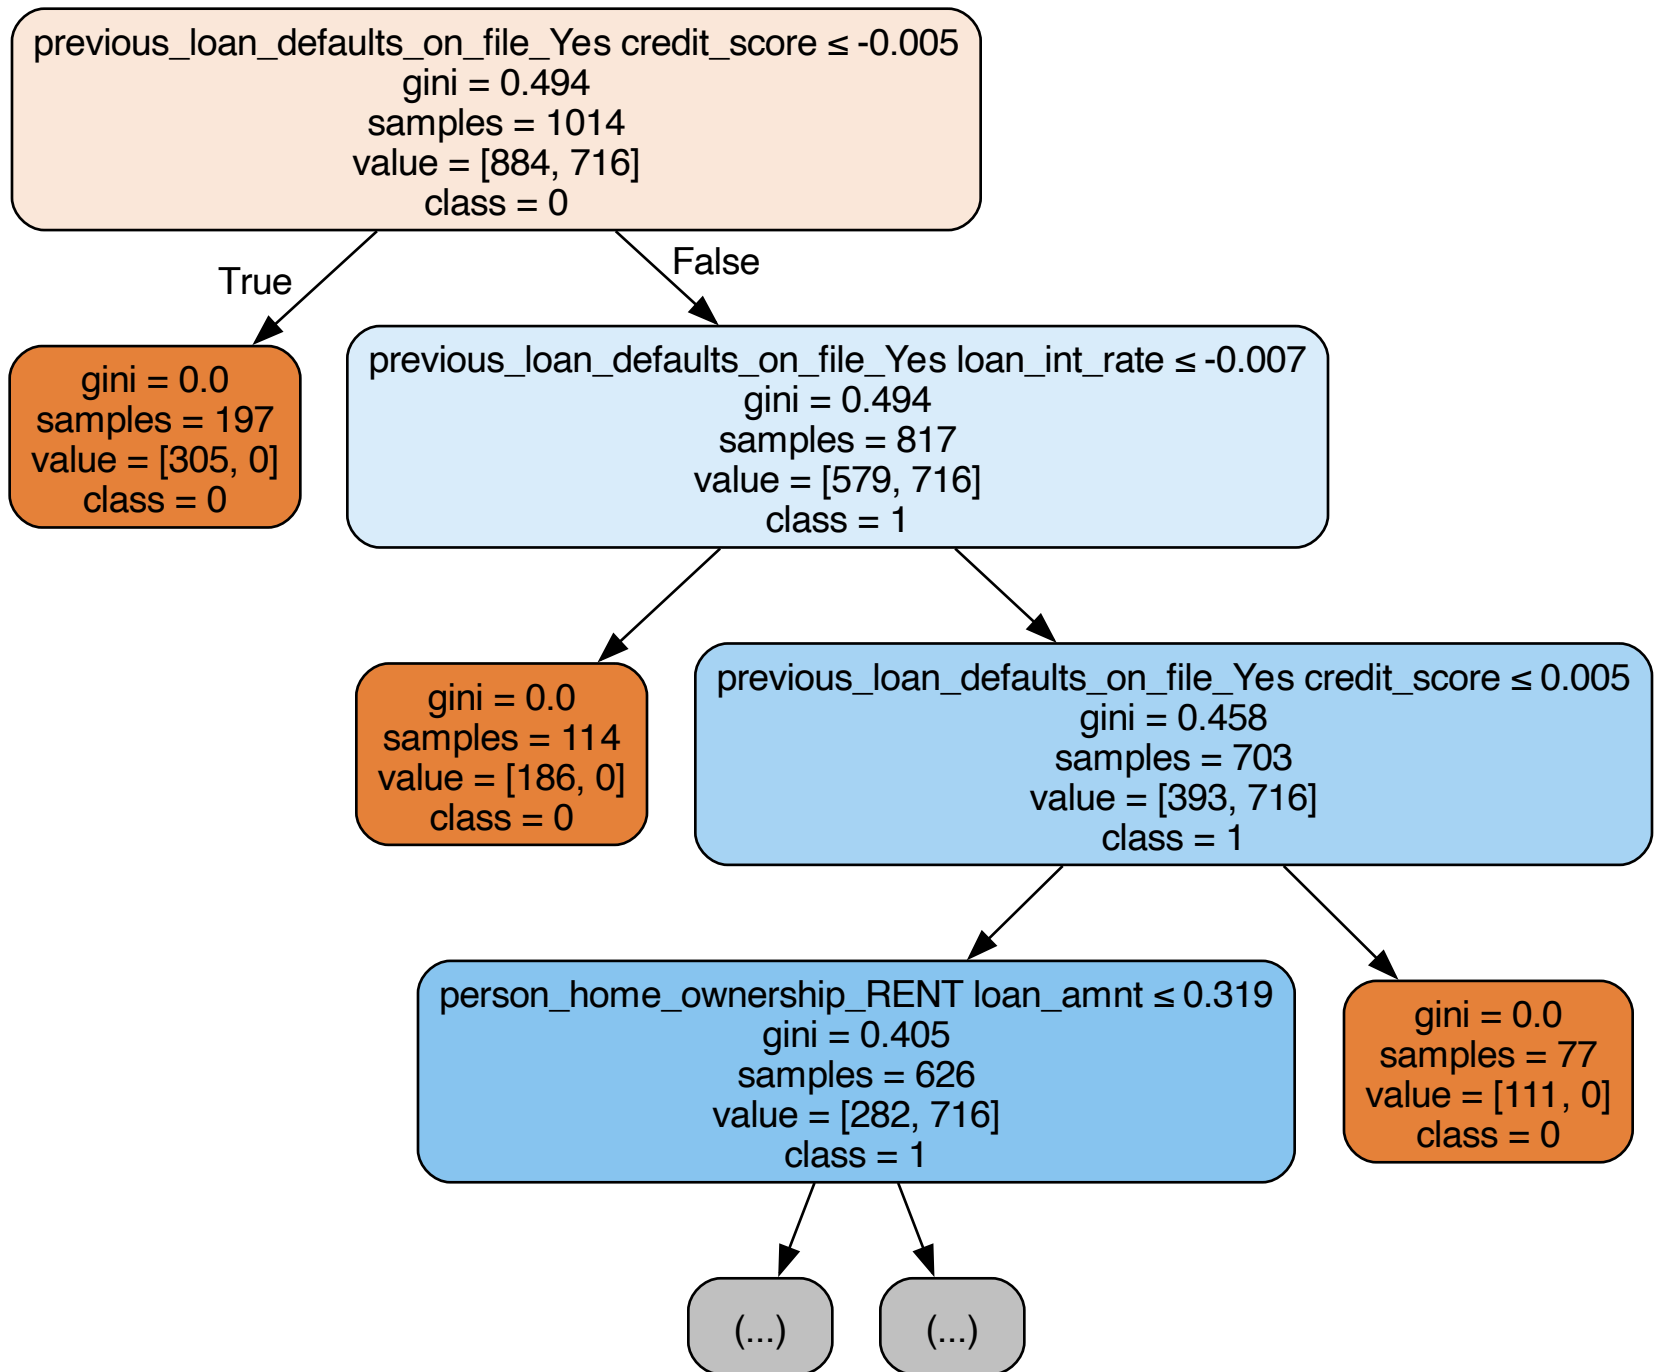 previous_loan_defaults_on_file_Yes credit_score ≤ -0.005
gini = 0.494
samples = 1014
value = [884, 716]
class = 0
True
False
gini = 0.0
samples = 197
value = [305, 0]
class = 0
previous_loan_defaults_on_file_Yes loan_int_rate ≤ -0.007
gini = 0.494
samples = 817
value = [579, 716]
class = 1
gini = 0.0
samples = 114
value = [186, 0]
class = 0
previous_loan_defaults_on_file_Yes credit_score ≤ 0.005
gini = 0.458
samples = 703
value = [393, 716]
class = 1
person_home_ownership_RENT loan_amnt ≤ 0.319
gini = 0.405
samples = 626
value = [282, 716]
class = 1
gini = 0.0
samples = 77
value = [111, 0]
class = 0
(...)
(...)